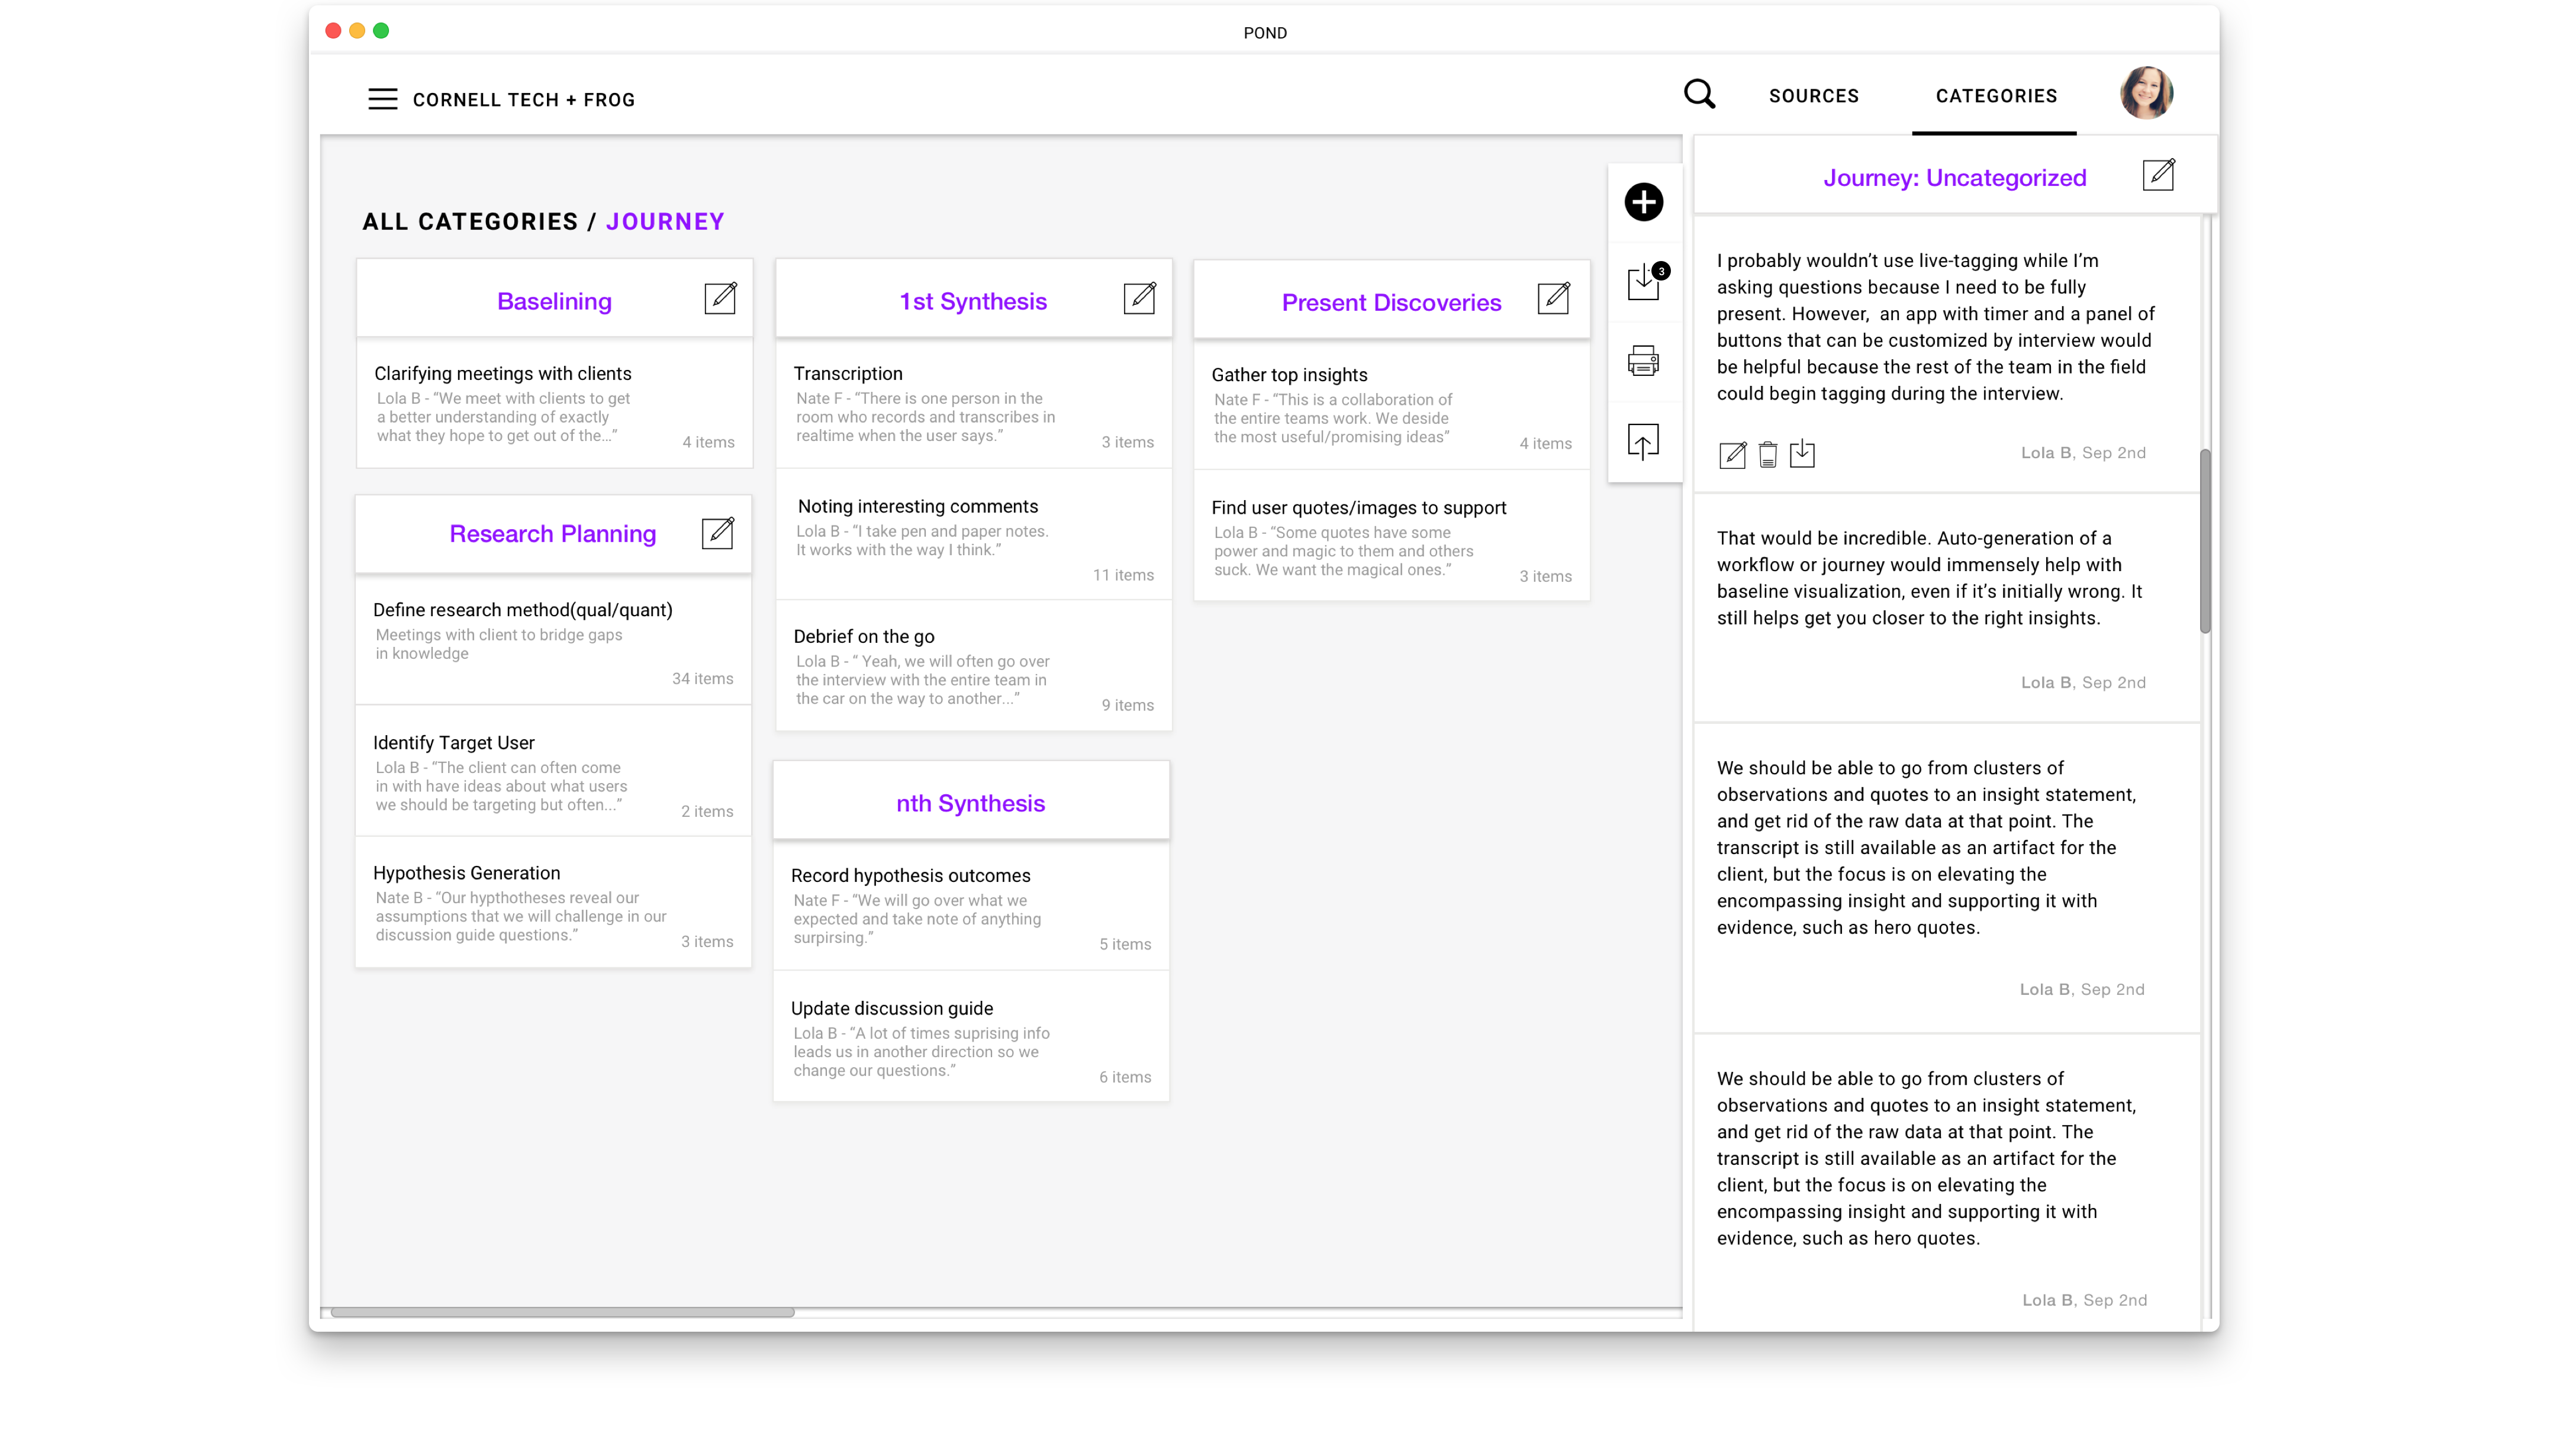 POND
CORNELL TECH + FROG
SOURCES
CATEGORIES
ALL CATEGORIES / JOURNEY
Baselining
Clarifying meetings with clients
Lola B - “We meet with clients to get
a better understanding of exactly
what they hope to get out of the…”
4 items
Research Planning
Define research method(qual/quant)
Meetings with client to bridge gaps
in knowledge
34 items
Identify Target User
Lola B - “The client can often come
in with have ideas about what users
we should be targeting but often...”
2 items
Hypothesis Generation
Nate B - “Our hypthotheses reveal our
assumptions that we will challenge in our
discussion guide questions.”
3 items
1st Synthesis
Transcription
Nate F - “There is one person in the
room who records and transcribes in
realtime when the user says.”
3 items
Noting interesting comments
Lola B - “I take pen and paper notes.
It works with the way I think.”
11 items
Debrief on the go
Lola B - “ Yeah, we will often go over
the interview with the entire team in
the car on the way to another...”
9 items
nth Synthesis
Record hypothesis outcomes
Nate F - “We will go over what we
expected and take note of anything
surpirsing.”
5 items
Update discussion guide
Lola B - “A lot of times suprising info
leads us in another direction so we
change our questions.”
6 items
Present Discoveries
Gather top insights
Nate F - “This is a collaboration of
the entire teams work. We deside
the most useful/promising ideas”
4 items
Find user quotes/images to support
Lola B - “Some quotes have some
power and magic to them and others
suck. We want the magical ones.”
3 items
3
Journey: Uncategorized
I probably wouldn’t use live-tagging while I’m
asking questions because I need to be fully
present. However,  an app with timer and a panel of
buttons that can be customized by interview would
be helpful because the rest of the team in the field
could begin tagging during the interview.
Lola B, Sep 2nd
That would be incredible. Auto-generation of a
workflow or journey would immensely help with
baseline visualization, even if it’s initially wrong. It
still helps get you closer to the right insights.
Lola B, Sep 2nd
We should be able to go from clusters of
observations and quotes to an insight statement,
and get rid of the raw data at that point. The
transcript is still available as an artifact for the
client, but the focus is on elevating the
encompassing insight and supporting it with
evidence, such as hero quotes.
Lola B, Sep 2nd
We should be able to go from clusters of
observations and quotes to an insight statement,
and get rid of the raw data at that point. The
transcript is still available as an artifact for the
client, but the focus is on elevating the
encompassing insight and supporting it with
evidence, such as hero quotes.
Lola B, Sep 2nd